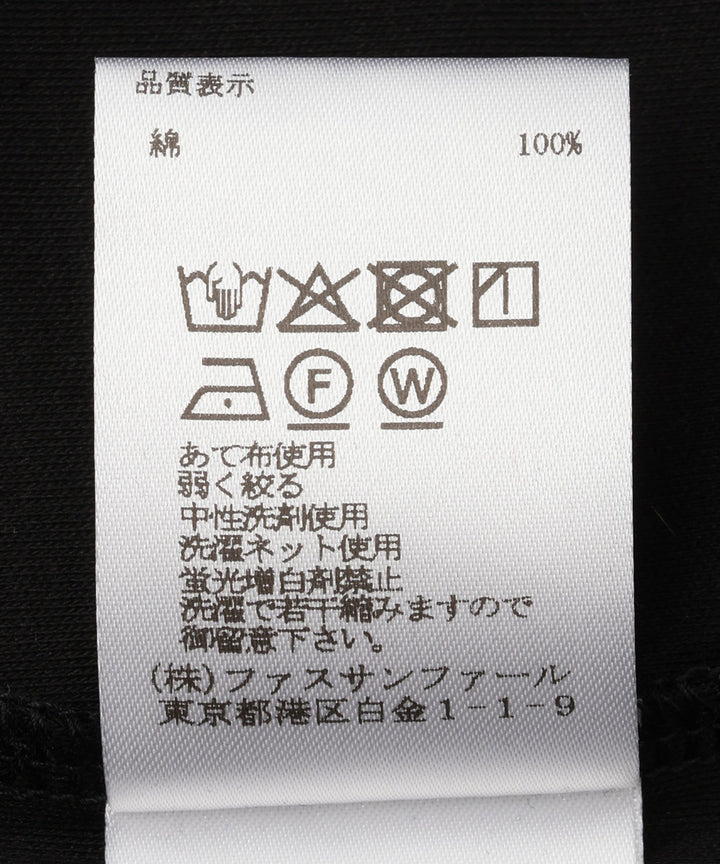 品質表示
綿 100%
F W
あて布使用
弱く絞る
中性洗剤使用
洗濯ネット使用
蛍光増白剤禁止
洗濯で若干縮みますので
御留意下さい。
(株)ファスサンファール
東京都港区白金1-1-9